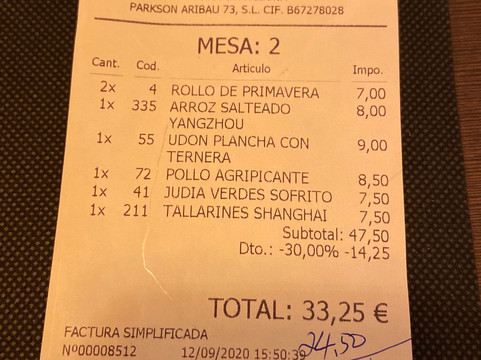 PARKSON ARIBAU 73, S.L. CIF. B67278028
MESA: 2
Cant. Cod. Articulo Impo.
2x 4 ROLLO DE PRIMAVERA 7,00
1x 335 ARROZ SALTEADO 8,00
YANGZHOU
1x 55 UDON PLANCHA CON 9,00
TERNERA
1x 72 POLLO AGRIPICANTE 8,50
1x 41 JUDIA VERDES SOFRITO 7,50
1x 211 TALLARINES SHANGHAI 7,50
Subtotal: 47,50
Dto.: -30,00% -14,25
TOTAL: 33,25 €
FACTURA SIMPLIFICADA
24,50
Nº00008512 12/09/2020 15:50:39